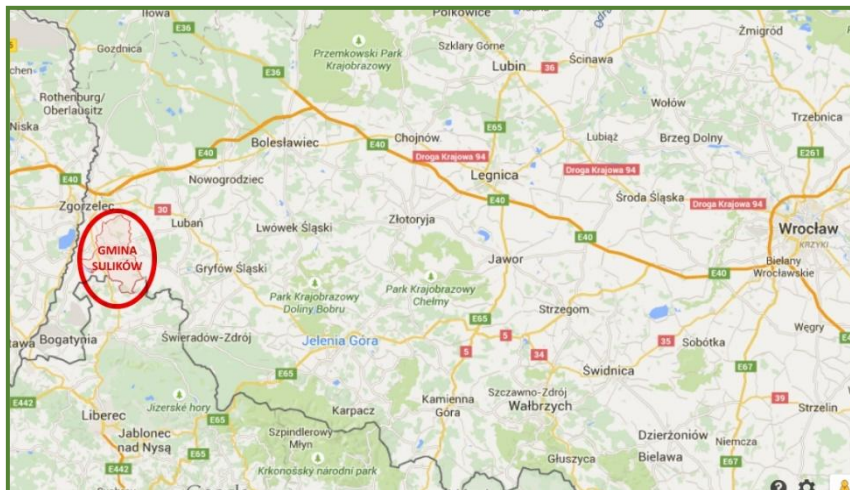 Iłowa
E36
Polkowice
Żmigród
Gozdnica
Przemkowski Park
Krajobrazowy
Szklary Górne
Lubin
36
Ścinawa
E36
Rothenburg/
Oberlausitz
Wołów
Trzebnica
Niska
Bolesławiec
Chojnów
E65
Lubiąż
Brzeg Dolny
E40
E40
Droga Krajowa 94
E261
E40
Nowogrodziec
Legnica
Droga Krajowa 94
Zgorzelec
30
E40
Środa Śląska
Droga Krajowa 94
Lubań
Lwówek Śląski
Złotoryja
Wrocław
GMINA
SULIKÓW
E40
KRZYKI
Gryfów Śląski
Jawor
E40
Bielany
Wrocławskie
Park Krajobrazowy
Doliny Bobru
Park Krajobrazowy
Chełmy
Strzegom
E65
Węgry
Bogatynia
Świeradów-Zdrój
Jelenia Góra
5
35
Sobótka
5
34
E65
Świdnica
E67
E442
Jizerské hory
Kamienna
Góra
Szczawno-Zdrój
Wałbrzych
39
Strzelin
Liberec
E65
Karpacz
Jablonec
nad Nysą
Szpindlerowy
Młyn
Dzierżoniów
Niemcza
E442
Krkonošský národní park
Głuszyca
Bielawa
E67